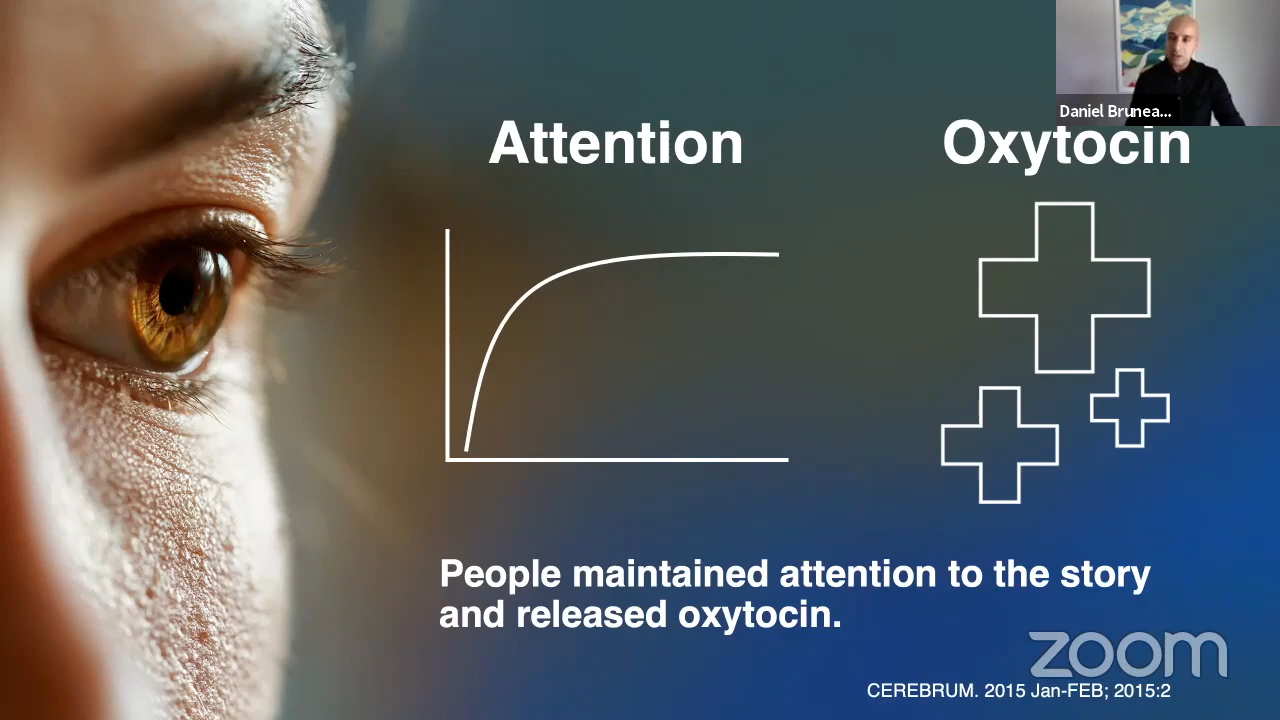 Daniel Brunea...
Attention
Oxytocin
People maintained attention to the story
and released oxytocin.
zoom
CEREBRUM. 2015 Jan-FEB; 2015:2